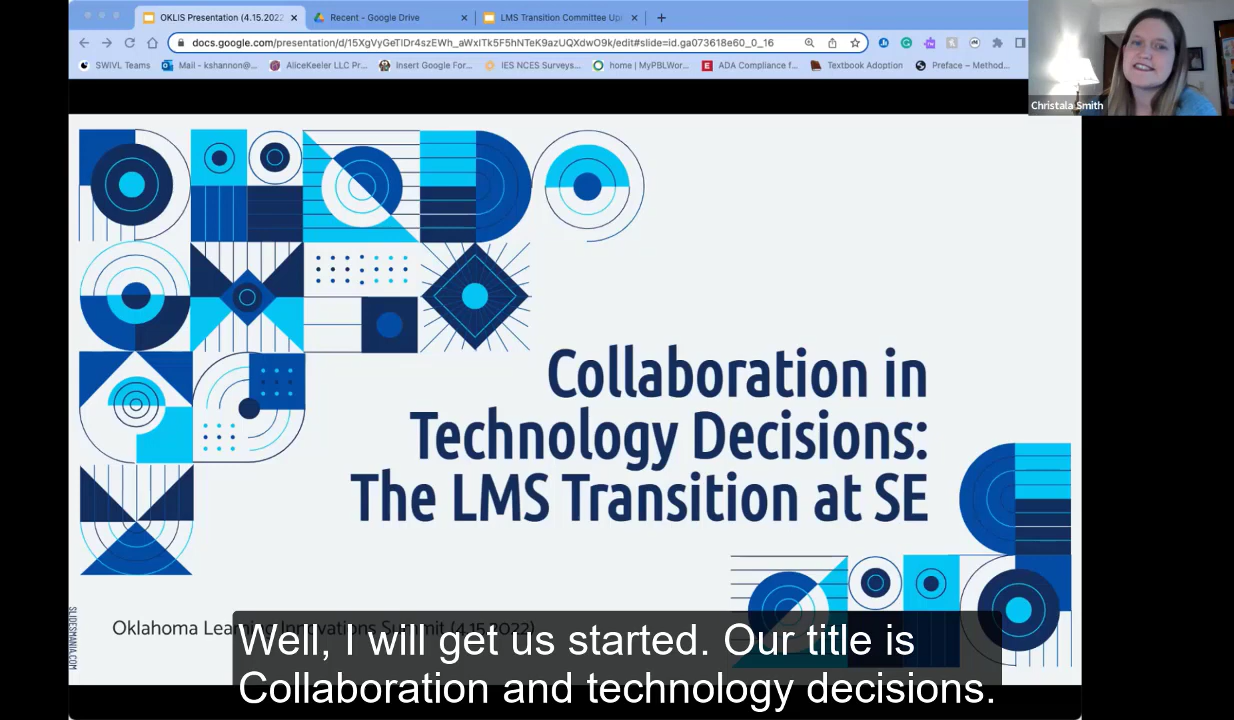 OKLIS Presentation (4.15.2022
Recent - Google Drive
LMS Transition Committee Up
docs.google.com/presentation/d/15XgVyGeTlDr4szEWh_aWxITk5F5hNTeK9azUQXdwO9k/edit#slide=id.ga073618e60_0_16
SWIVL Teams
Mail - kshannon@...
AliceKeeler LLC Pr...
Insert Google For...
IES NCES Surveys...
home | MyPBLWor...
ADA Compliance f...
Textbook Adoption
Preface – Method...
Christala Smith
Collaboration in
Technology Decisions:
The LMS Transition at SE
Oklahoma Learning Innovations Summit (4.15.2022)
SLIDESMANIA.COM
Well, I will get us started. Our title is
Collaboration and technology decisions.